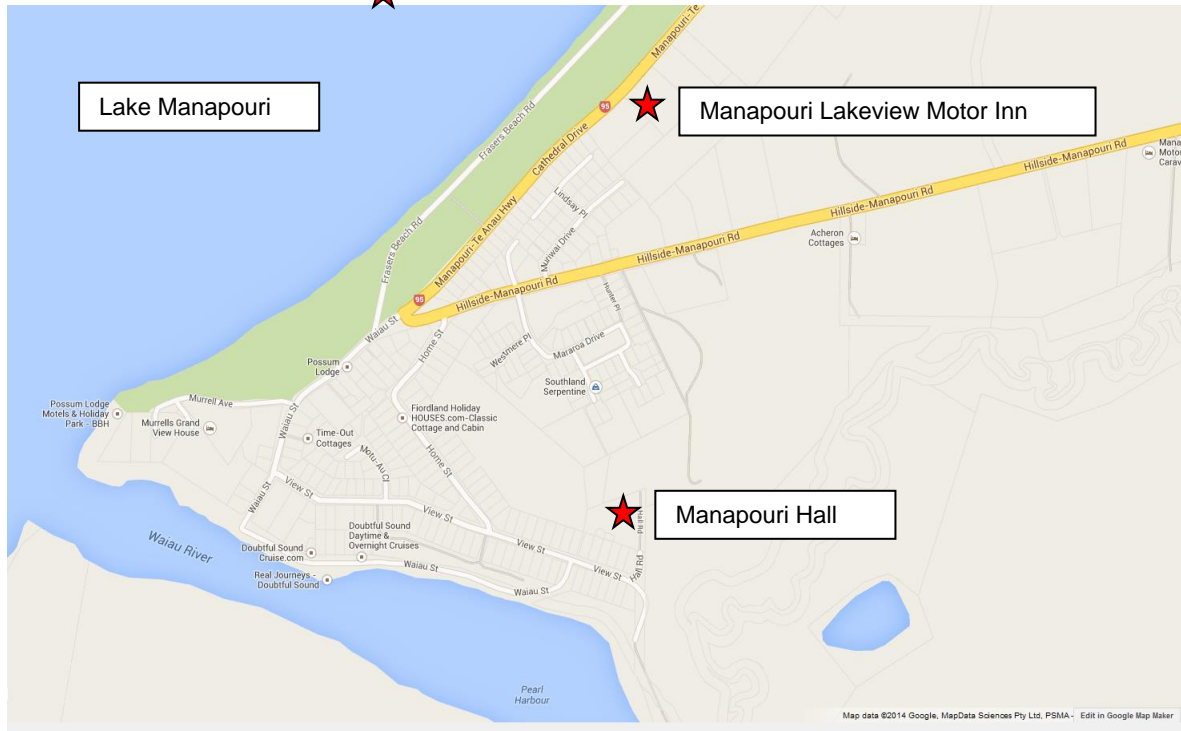 Lake Manapouri
Manapouri Lakeview Motor Inn
Manapouri Hall
Manapouri-Te
95
Cathedral Drive
Frasers Beach Rd
Hillside-Manapouri Rd
Acheron
Cottages
Lindsay Pl
Muriwai Drive
Manapouri-Te Anau Hwy
Frasers Beach Rd
Hillside-Manapouri Rd
Hillside-Manapouri Rd
95
Hillside-Manapouri Rd
Hunter Pl
Waiau St
Home St
Westmere Pl
Mararoa Drive
Possum
Lodge
Southland
Serpentine
Possum Lodge
Motels & Holiday
Park - BBH
Murrell Ave
Murrells Grand
View House
Waiau St
Time-Out
Cottages
Fiordland Holiday
HOUSES.com-Classic
Cottage and Cabin
Motu-Au Cl
Home St
Waiau St
View St
View St
View St
View St
Hall Rd
Hall Rd
Doubtful Sound
Daytime &
Overnight Cruises
Doubtful Sound
Cruise.com
Real Journeys -
Doubtful Sound
Waiau St
Waiau St
Waiau River
Pearl
Harbour
Map data ©2014 Google, MapData Sciences Pty Ltd, PSMA - Edit in Google Map Maker